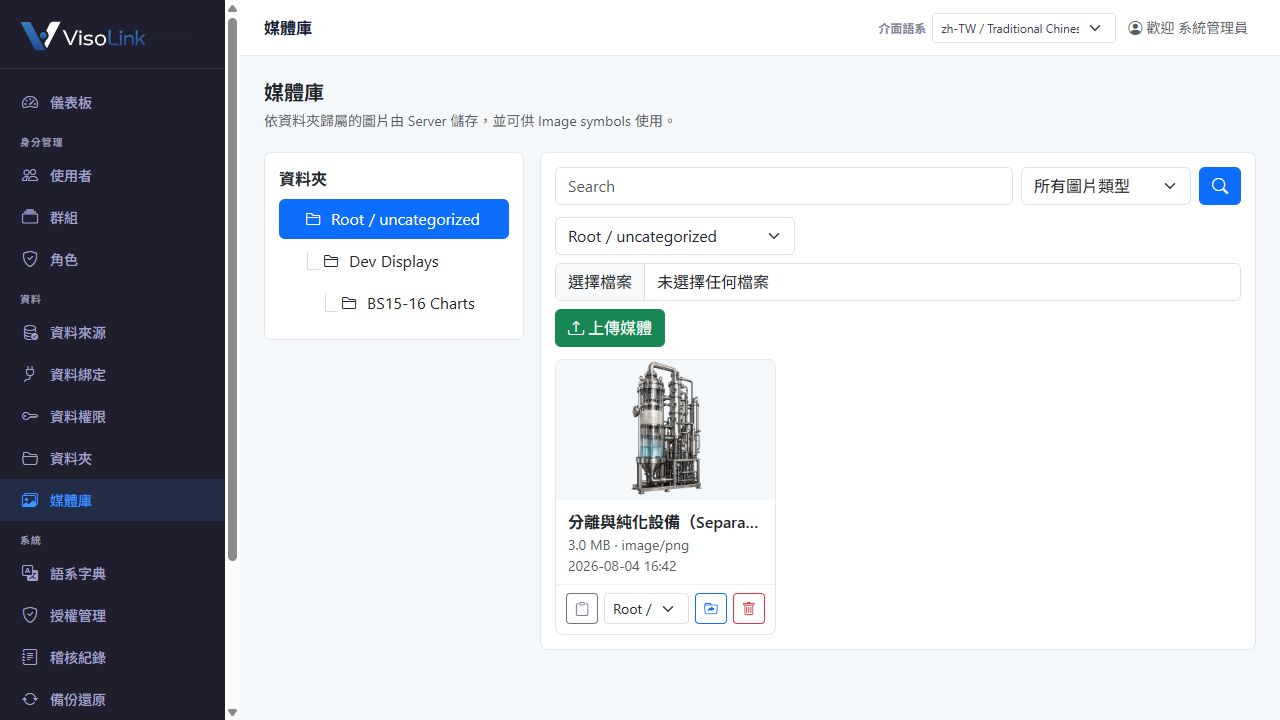 VisoLink
儀表板
身分管理
使用者
群組
角色
資料
資料來源
資料綁定
資料權限
資料夾
媒體庫
系統
語系字典
授權管理
稽核紀錄
備份還原
媒體庫
介面語系
zh-TW / Traditional Chines
歡迎 系統管理員
媒體庫
依資料夾歸屬的圖片由 Server 儲存，並可供 Image symbols 使用。
資料夾
Root / uncategorized
Dev Displays
BS15-16 Charts
Search
所有圖片類型
Root / uncategorized
選擇檔案 未選擇任何檔案
上傳媒體
分離與純化設備（Separa...
3.0 MB · image/png
2026-08-04 16:42
Root /